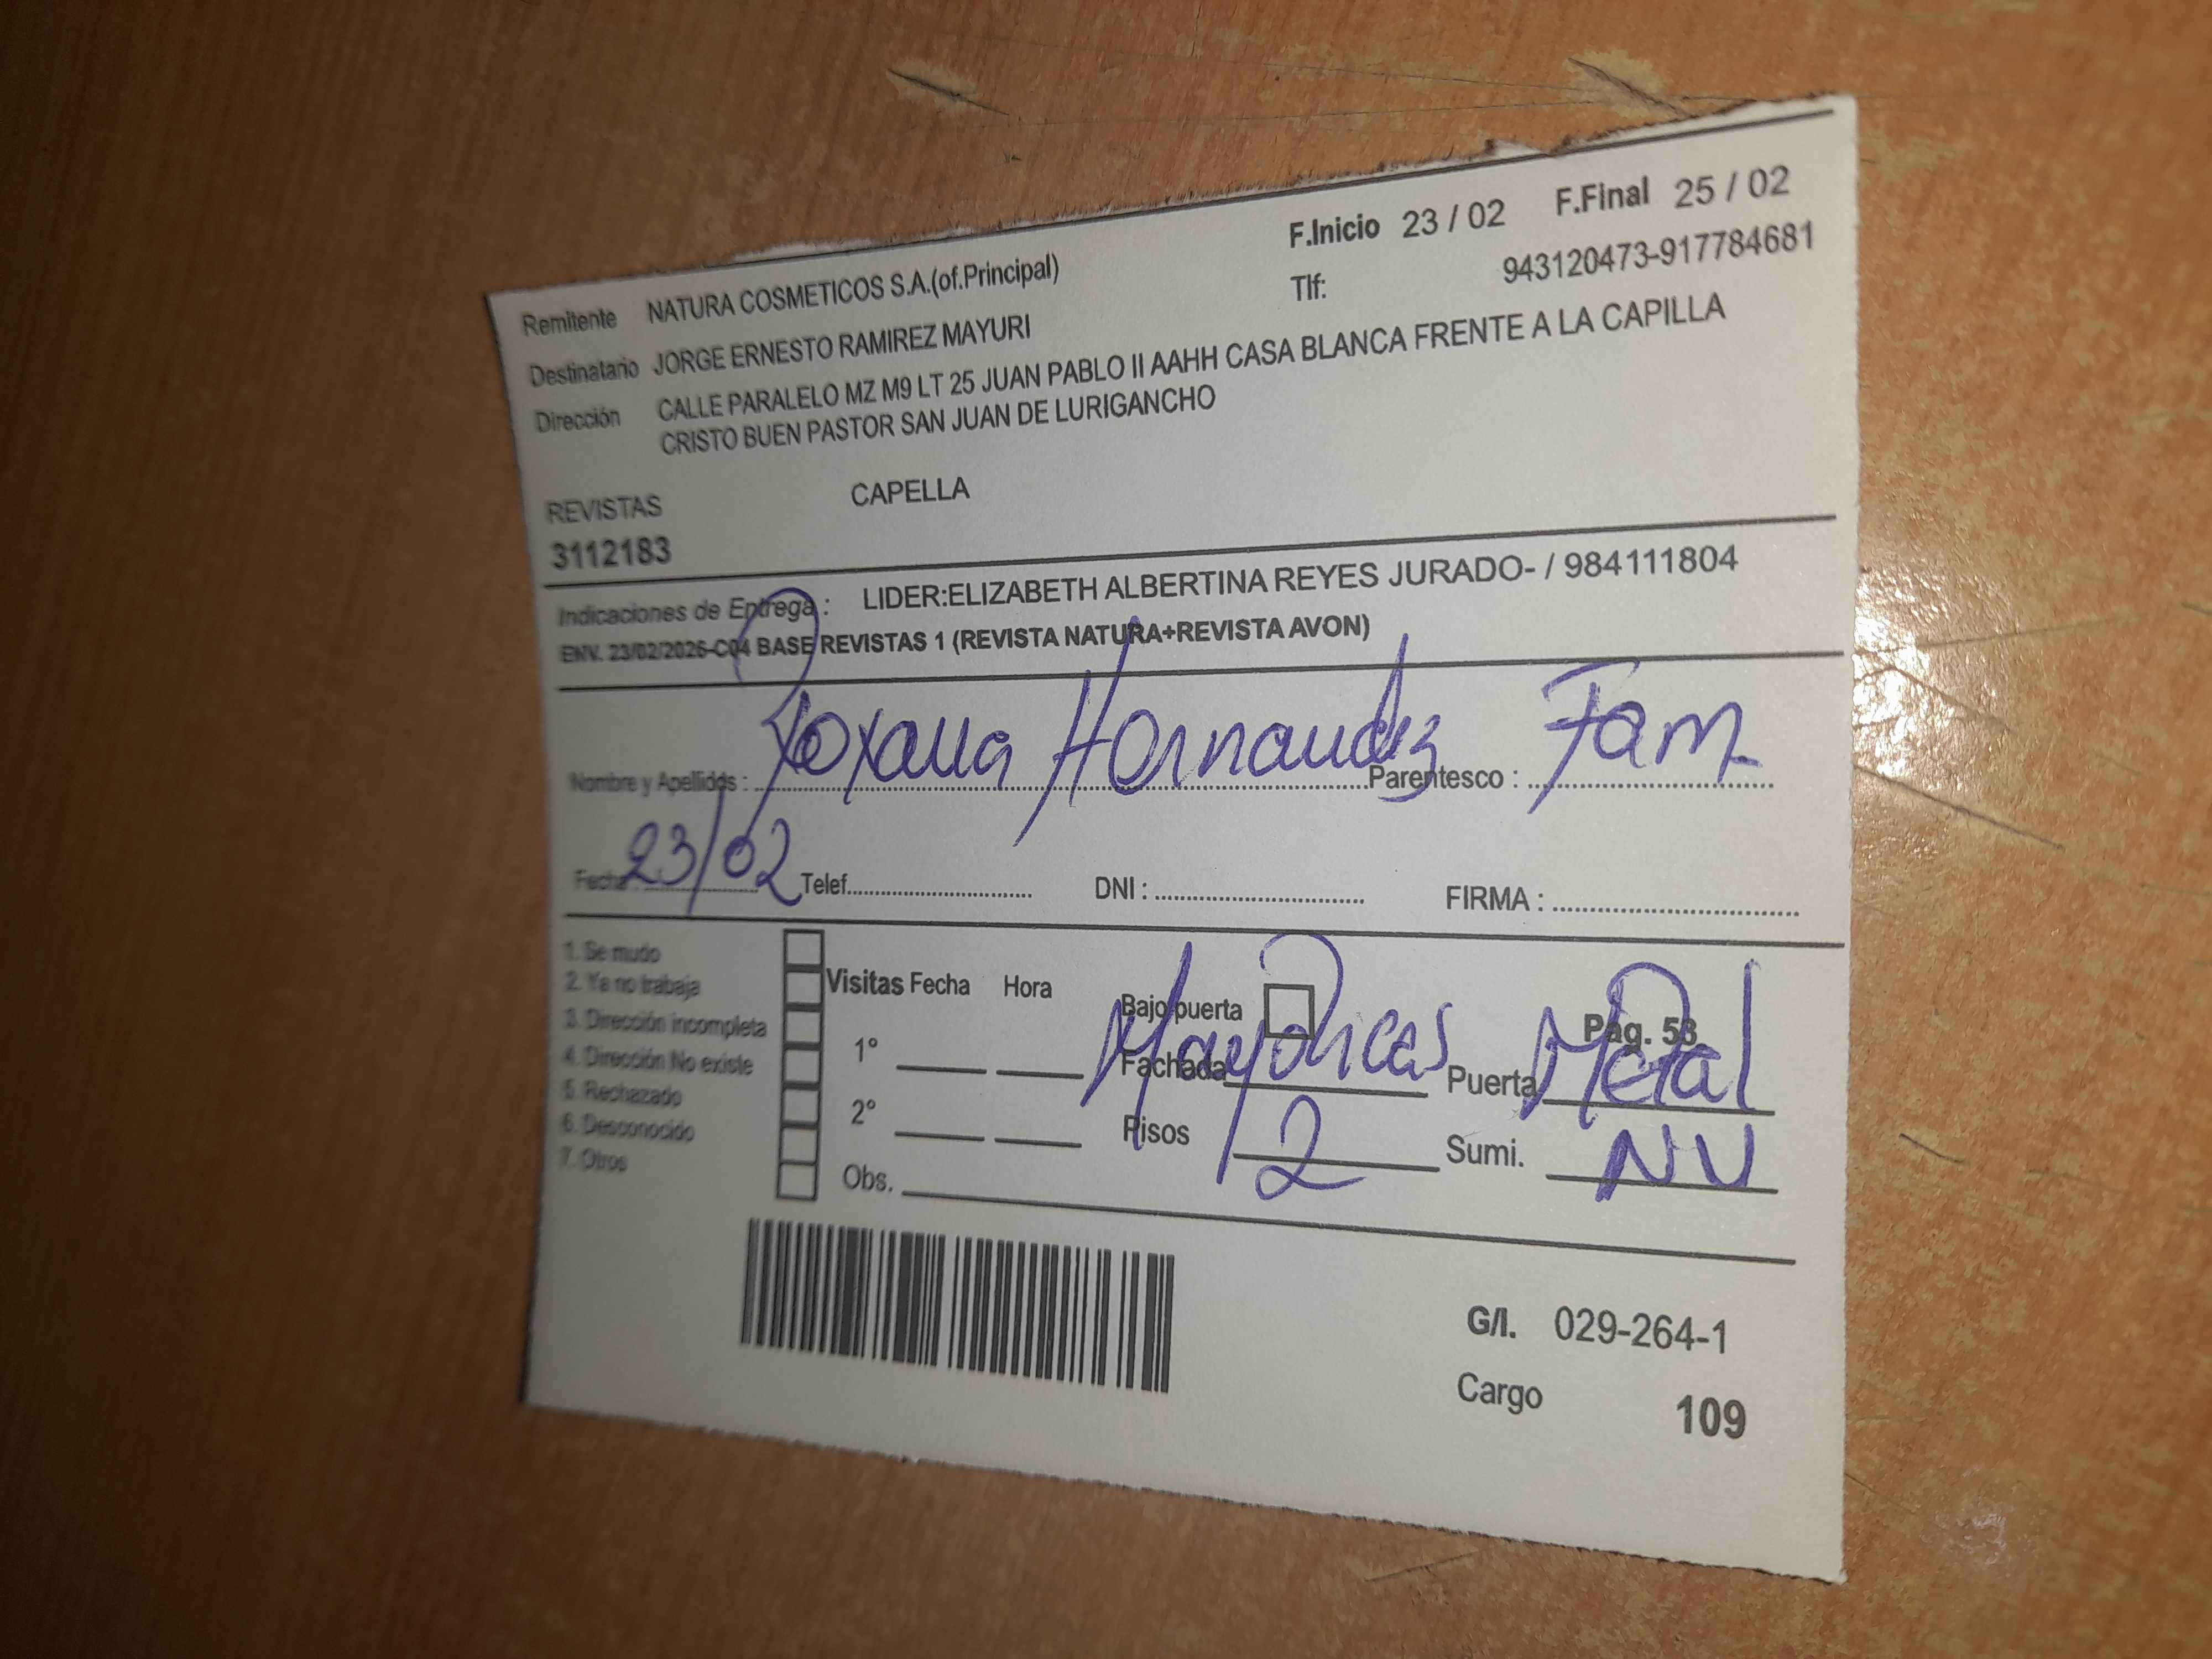 F.Inicio 23 / 02 F.Final 25 / 02
Remitente NATURA COSMETICOS S.A.(of.Principal) Tlf: 943120473-917784681
Destinatario JORGE ERNESTO RAMIREZ MAYURI
Dirección CALLE PARALELO MZ M9 LT 25 JUAN PABLO II AAHH CASA BLANCA FRENTE A LA CAPILLA
CRISTO BUEN PASTOR SAN JUAN DE LURIGANCHO
REVISTAS CAPELLA
3112183
Indicaciones de Entrega : LIDER:ELIZABETH ALBERTINA REYES JURADO- / 984111804
ENV. 23/02/2026-C04 BASE REVISTAS 1 (REVISTA NATURA+REVISTA AVON)
Nombre y Apellidos : Roxana Hernandez Parentesco : Fam.
Fecha : 23/02 Telef. DNI : FIRMA :
1. Se mudo
2. Ya no trabaja
3. Dirección incompleta
4. Dirección No existe
5. Rechazado
6. Desconocido
7. Otros
Visitas Fecha Hora
1°
2°
Obs.
Bajo puerta Pág. 53
Fachada Mayolicas Puerta Metal
Pisos 2 Sumi. NV
G/I. 029-264-1
Cargo 109